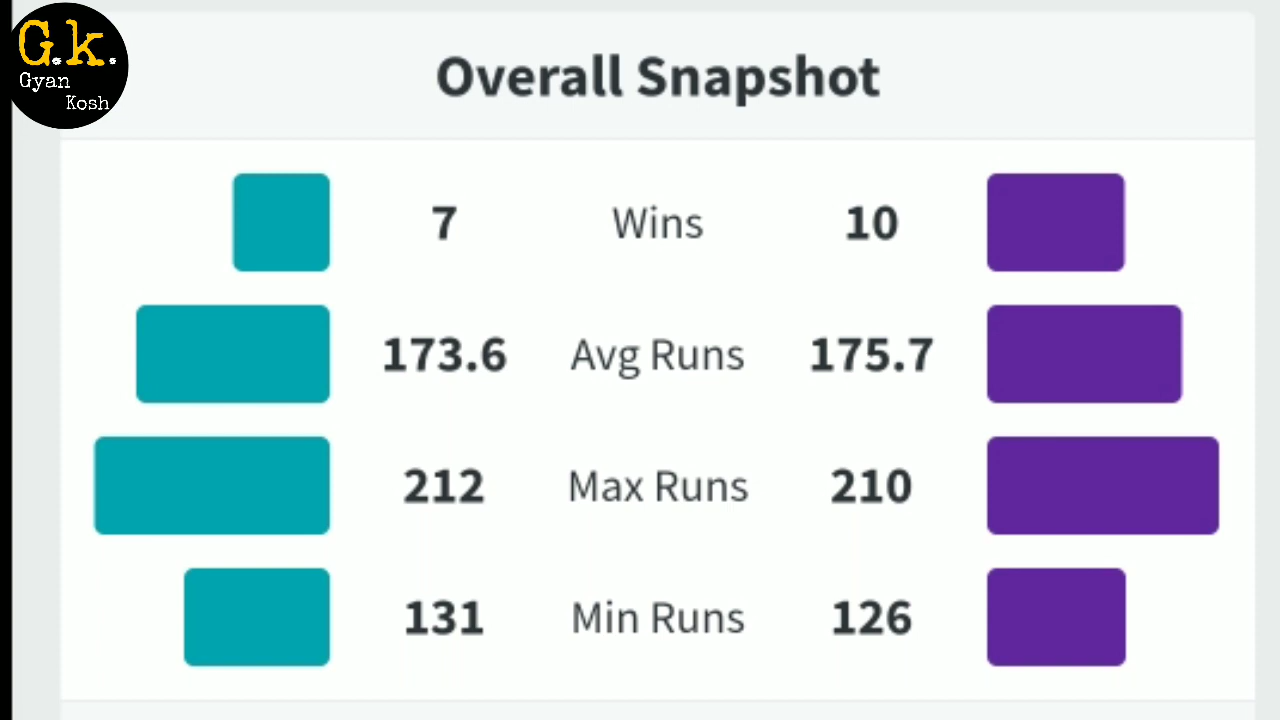 G.k.
Gyan
Kosh
Overall Snapshot
7 Wins 10
173.6 Avg Runs 175.7
212 Max Runs 210
131 Min Runs 126